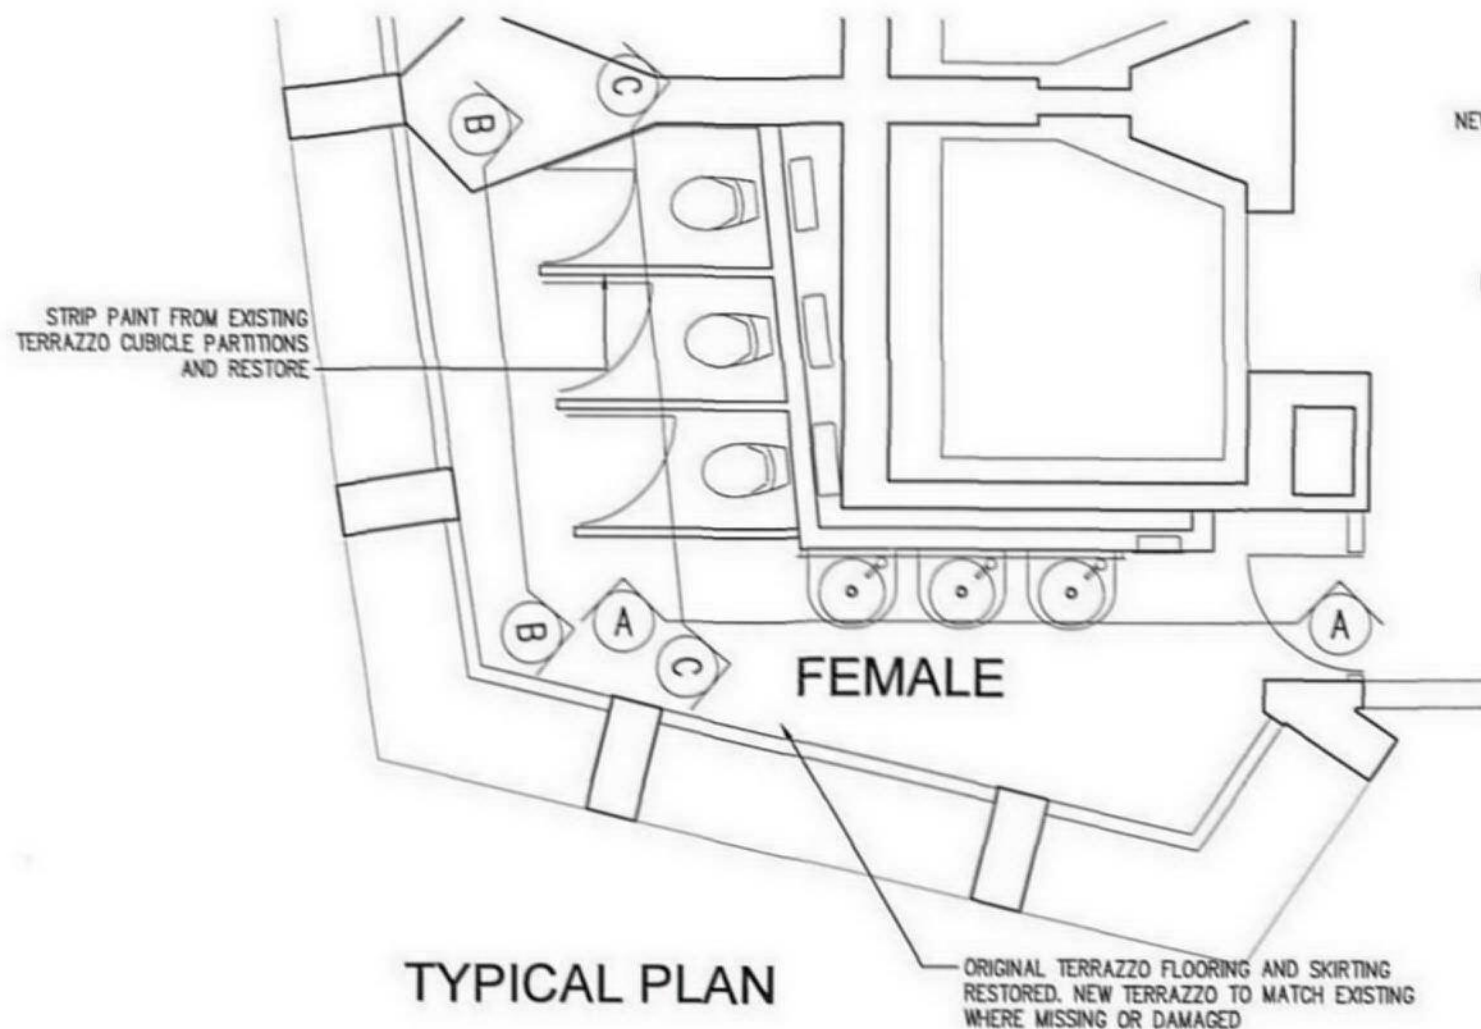 C
B
NE
STRIP PAINT FROM EXISTING
TERRAZZO CUBICLE PARTITIONS
AND RESTORE
B
A
C
A
FEMALE
TYPICAL PLAN
ORIGINAL TERRAZZO FLOORING AND SKIRTING
RESTORED. NEW TERRAZZO TO MATCH EXISTING
WHERE MISSING OR DAMAGED